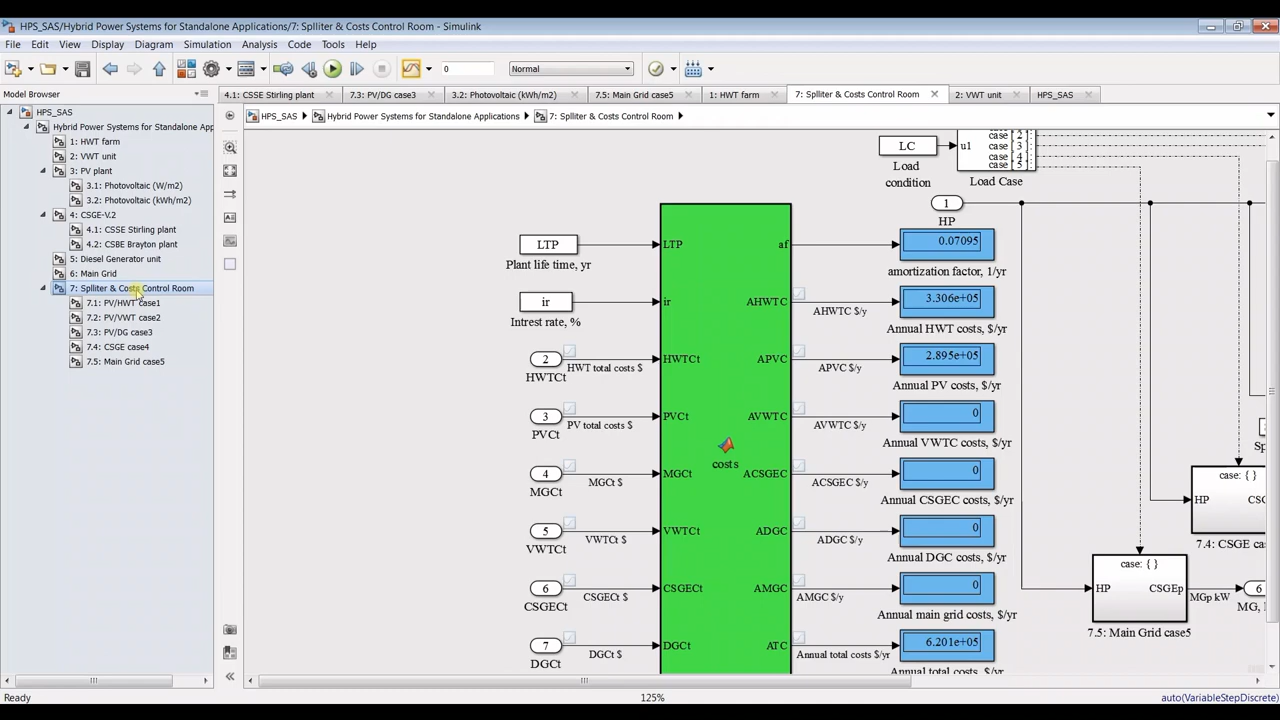 HPS_SAS/Hybrid Power Systems for Standalone Applications/7: Splliter & Costs Control Room - Simulink
File Edit View Display Diagram Simulation Analysis Code Tools Help
0
Normal
Model Browser
4.1: CSSE Stirling plant
7.3: PV/DG case3
3.2: Photovoltaic (kWh/m2)
7.5: Main Grid case5
1: HWT farm
7: Splliter & Costs Control Room
2: VWT unit
HPS_SAS
HPS_SAS
Hybrid Power Systems for Standalone Applications
7: Splliter & Costs Control Room
HPS_SAS
Hybrid Power Systems for Standalone App
1: HWT farm
2: VWT unit
3: PV plant
3.1: Photovoltaic (W/m2)
3.2: Photovoltaic (kWh/m2)
4: CSGE-V.2
4.1: CSSE Stirling plant
4.2: CSBE Brayton plant
5: Diesel Generator unit
6: Main Grid
7: Splliter & Costs Control Room
7.1: PV/HWT case1
7.2: PV/VWT case2
7.3: PV/DG case3
7.4: CSGE case4
7.5: Main Grid case5
LC
Load
condition
u1
case [ 2 ]
case [ 3 ]
case [ 4 ]
case [ 5 ]
Load Case
1
HP
LTP
Plant life time, yr
LTP
af
0.07095
amortization factor, 1/yr
ir
Intrest rate, %
ir
AHWTC
AHWTC $/y
3.306e+05
Annual HWT costs, $/yr
2
HWTCt
HWT total costs $
HWTCt
APVC
APVC $/y
2.895e+05
Annual PV costs, $/yr
3
PVCt
PV total costs $
PVCt
AVWTC
AVWTC $/y
0
Annual VWTC costs, $/yr
costs
4
MGCt
MGCt $
MGCt
ACSGEC
ACSGEC $/y
0
Annual CSGEC costs, $/yr
5
VWTCt
VWTCt $
VWTCt
ADGC
ADGC $/y
0
Annual DGC costs, $/yr
6
CSGECt
CSGECt $
CSGECt
AMGC
AMGC $/y
0
Annual main grid costs, $/yr
7
DGCt
DGCt $
DGCt
ATC
Annual total costs $/yr
6.201e+05
Annual total costs, $/yr
case: { }
HP
7.4: CSGE ca
case: { }
HP
CSGEp
7.5: Main Grid case5
MGp kW
6
MG,
Ready
125%
auto(VariableStepDiscrete)